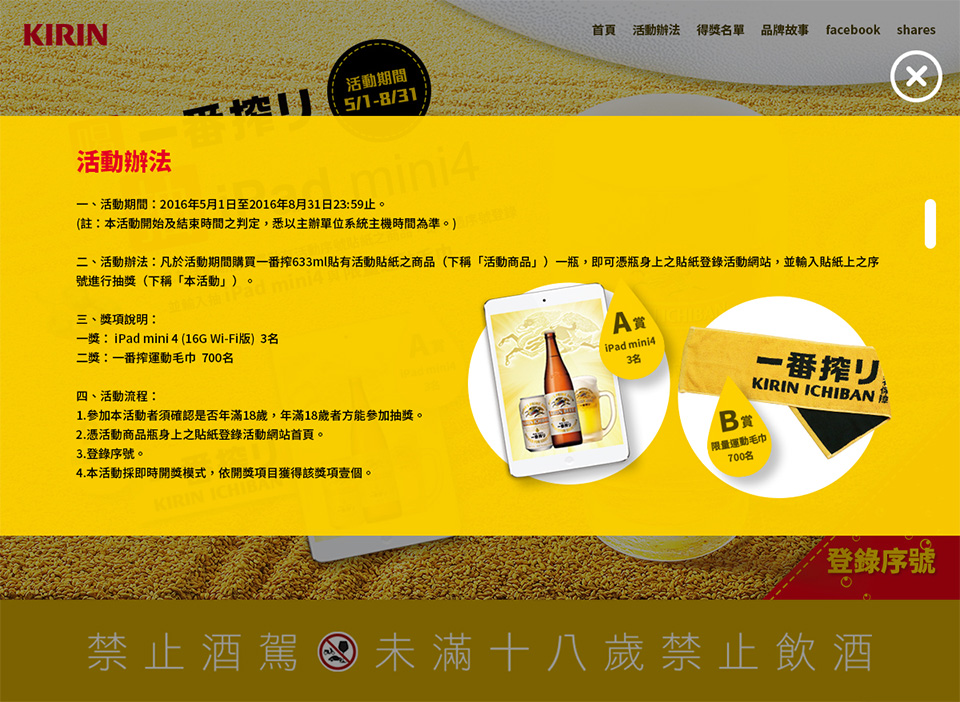 KIRIN
首頁 活動辦法 得獎名單 品牌故事 facebook shares
活動期間
5/1-8/31
一番搾り
活動辦法
一、活動期間：2016年5月1日至2016年8月31日23:59止。
(註：本活動開始及結束時間之判定，悉以主辦單位系統主機時間為準。)
二、活動辦法：凡於活動期間購買一番搾633ml貼有活動貼紙之商品（下稱「活動商品」）一瓶，即可憑瓶身上之貼紙登錄活動網站，並輸入貼紙上之序
號進行抽獎（下稱「本活動」）。
三、獎項說明：
一獎： iPad mini 4 (16G Wi-Fi版) 3名
二獎：一番搾運動毛巾 700名
四、活動流程：
1.參加本活動者須確認是否年滿18歲，年滿18歲者方能參加抽獎。
2.憑活動商品瓶身上之貼紙登錄活動網站首頁。
3.登錄序號。
4.本活動採即時開獎模式，依開獎項目獲得該獎項壹個。
A賞
iPad mini4
3名
一番搾り
KIRIN ICHIBAN
B賞
限量運動毛巾
700名
iPad mini4
KIRIN ICHIBAN
登錄序號
禁止酒駕 未滿十八歲禁止飲酒